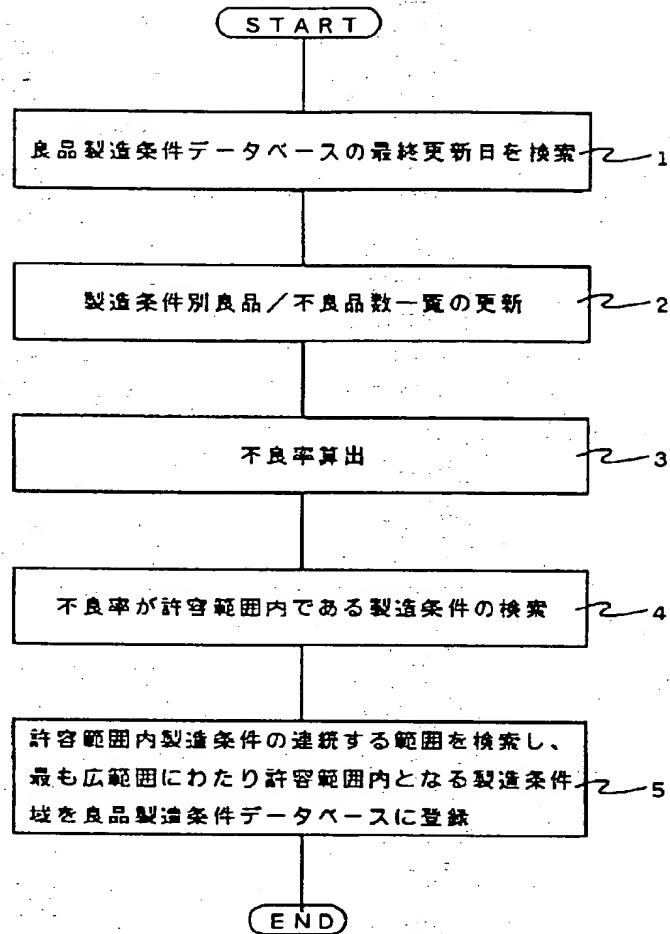 START
良品製造条件データベースの最終更新日を検索
1
製造条件別良品/不良品数一覧の更新
2
不良率算出
3
不良率が許容範囲内である製造条件の検索
4
許容範囲内製造条件の連続する範囲を検索し、
最も広範囲にわたり許容範囲内となる製造条件
域を良品製造条件データベースに登録
5
END